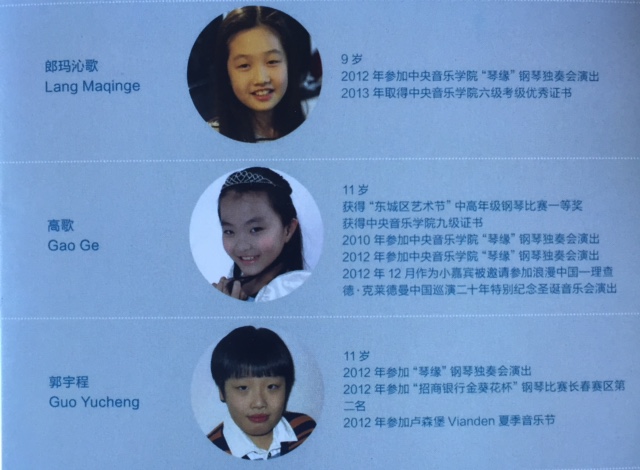 郎玛沁歌
Lang Maqinge
9 岁
2012 年参加中央音乐学院 “琴缘” 钢琴独奏会演出
2013 年取得中央音乐学院六级考级优秀证书
高歌
Gao Ge
11 岁
获得 “东城区艺术节” 中高年级钢琴比赛一等奖
获得中央音乐学院九级证书
2010 年参加中央音乐学院 “琴缘” 钢琴独奏会演出
2012 年参加中央音乐学院 “琴缘” 钢琴独奏会演出
2012 年 12 月作为小嘉宾被邀请参加浪漫中国一理查
德·克莱德曼中国巡演二十年特别纪念圣诞音乐会演出
郭宇程
Guo Yucheng
11 岁
2012 年参加 “琴缘” 钢琴独奏会演出
2012 年参加 “招商银行金葵花杯” 钢琴比赛长春赛区第
二名
2012 年参加卢森堡 Vianden 夏季音乐节